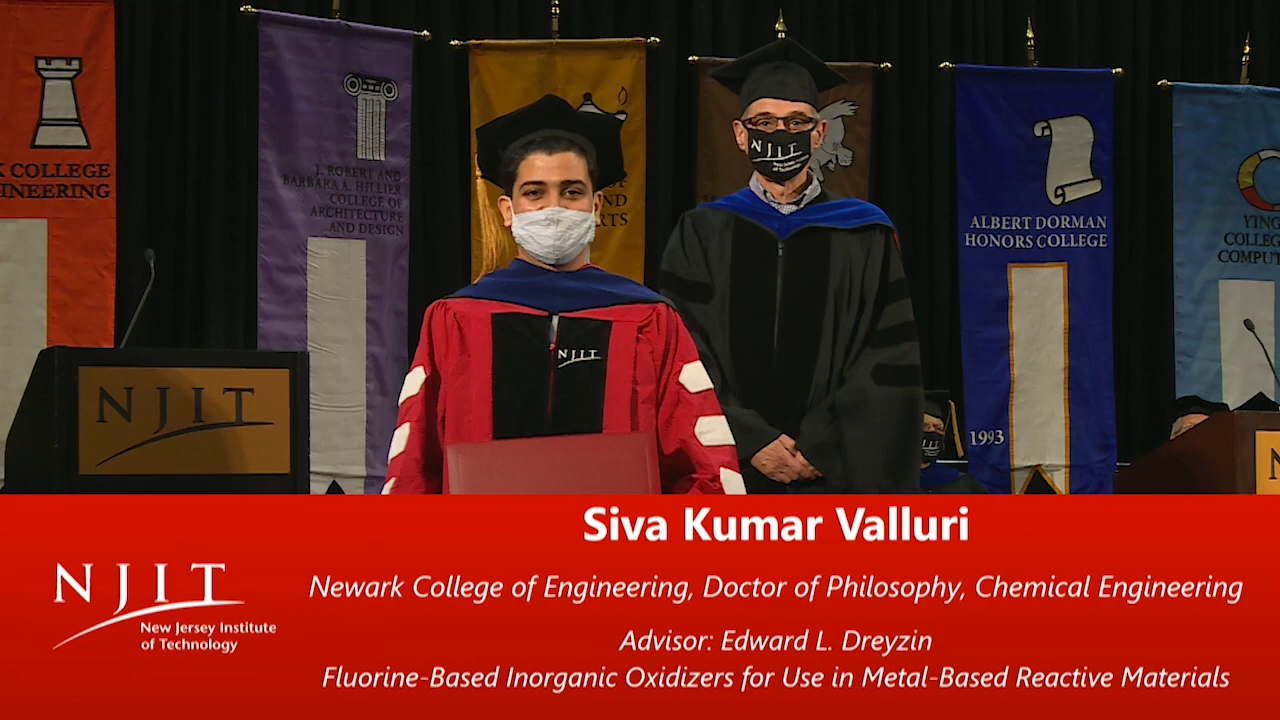 COLLEGE
J. ROBERT AND
BARBARA A. HILLIER
COLLEGE OF
ARCHITECTURE
AND DESIGN
ALBERT DORMAN
HONORS COLLEGE
1993
NJIT
NJIT
NJIT
Siva Kumar Valluri
Newark College of Engineering, Doctor of Philosophy, Chemical Engineering
Advisor: Edward L. Dreyzin
Fluorine-Based Inorganic Oxidizers for Use in Metal-Based Reactive Materials
NJIT
New Jersey Institute
of Technology